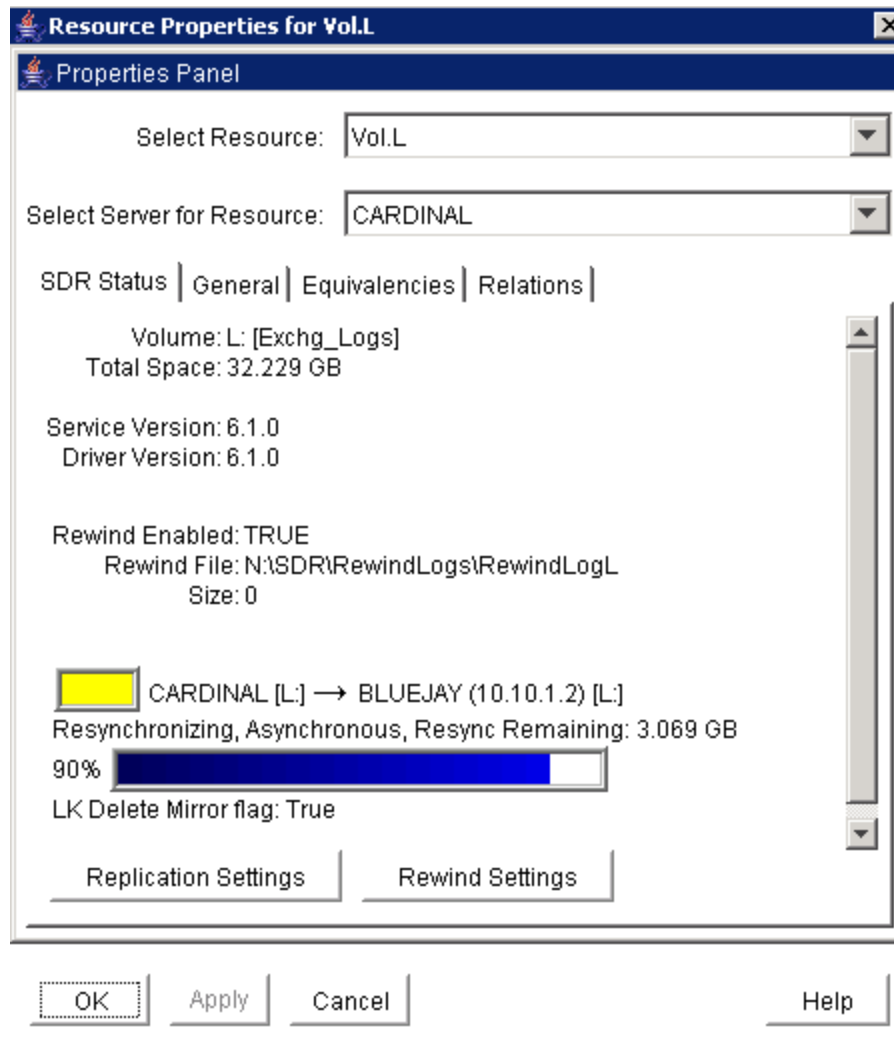 Resource Properties for Vol.L
Properties Panel
Select Resource: Vol.L
Select Server for Resource: CARDINAL
SDR Status General Equivalencies Relations
Volume: L: [Exchg_Logs]
Total Space: 32.229 GB
Service Version: 6.1.0
Driver Version: 6.1.0
Rewind Enabled: TRUE
Rewind File: N:\SDR\RewindLogs\RewindLogL
Size: 0
CARDINAL [L:] → BLUEJAY (10.10.1.2) [L:]
Resynchronizing, Asynchronous, Resync Remaining: 3.069 GB
90%
LK Delete Mirror flag: True
Replication Settings Rewind Settings
OK Apply Cancel Help